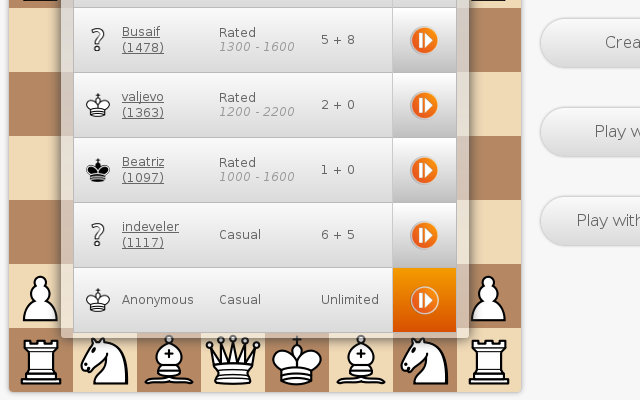 Busaif Rated 5 + 8
(1478) 1300 - 1600
valjevo Rated 2 + 0
(1363) 1200 - 2200
Beatriz Rated 1 + 0
(1097) 1000 - 1600
indeveler Casual 6 + 5
(1117)
Anonymous Casual Unlimited
Crea
Play w
Play with